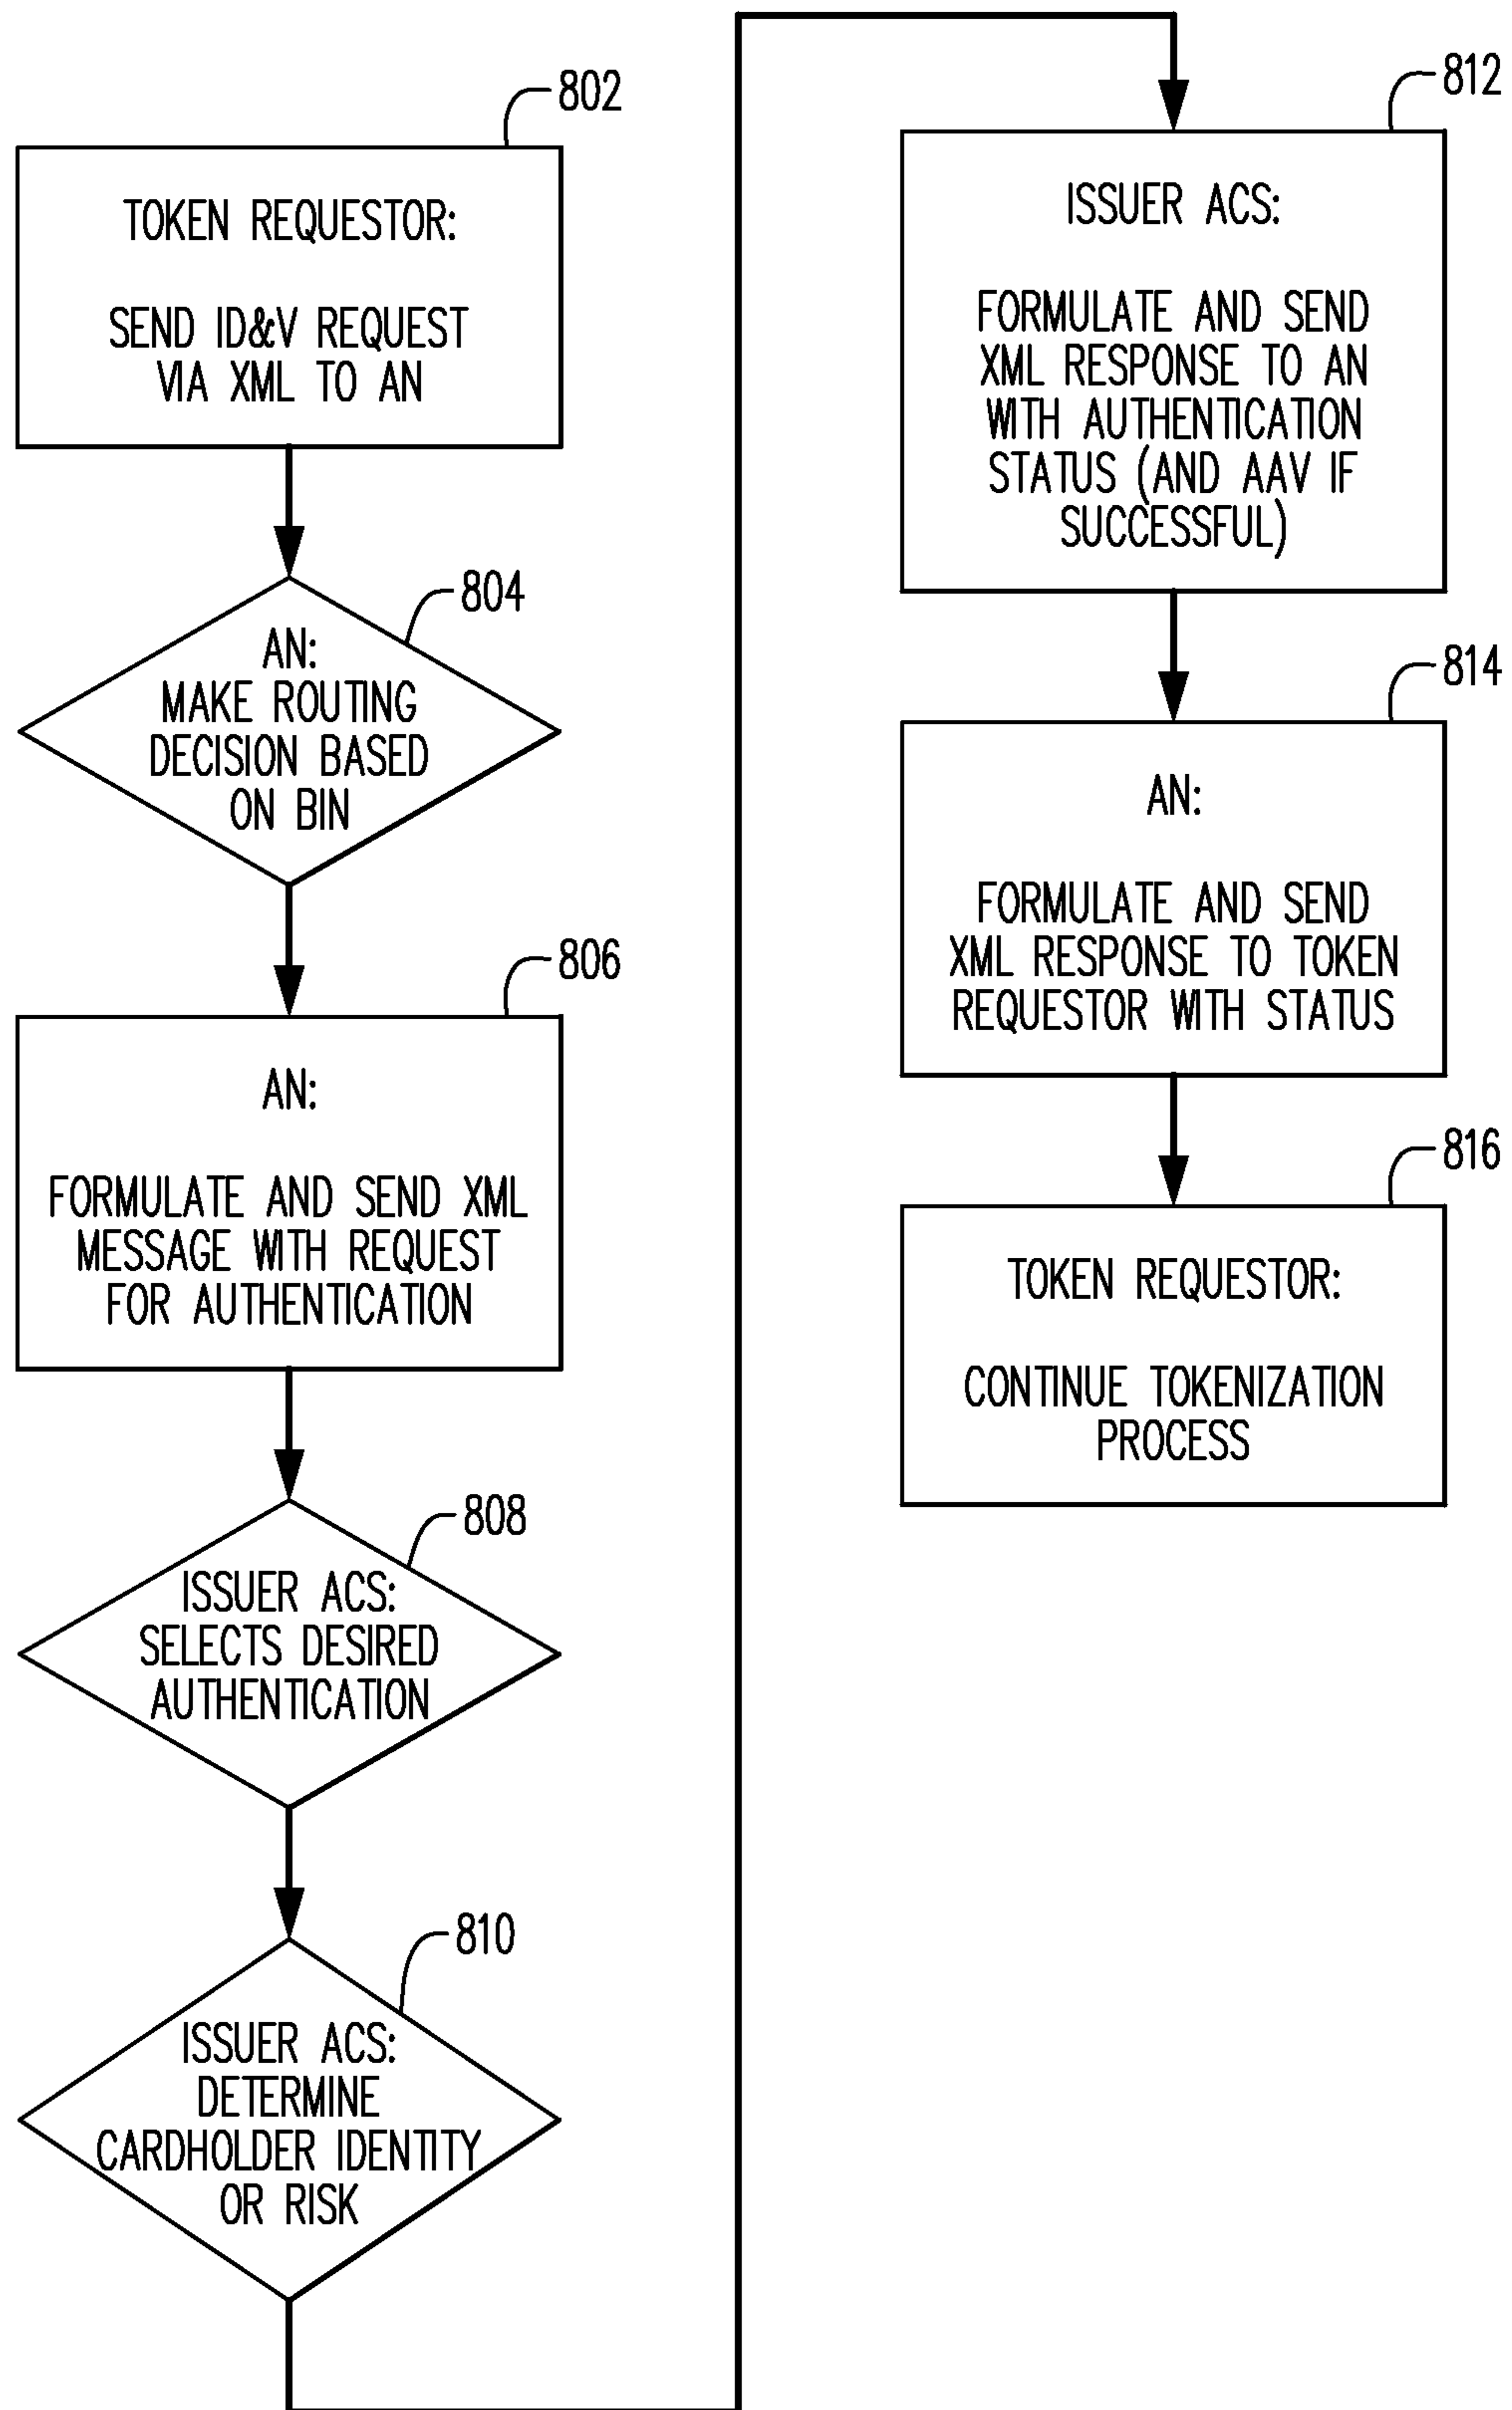 802
TOKEN REQUESTOR:
SEND ID&V REQUEST
VIA XML TO AN
804
AN:
MAKE ROUTING
DECISION BASED
ON BIN
806
AN:
FORMULATE AND SEND XML
MESSAGE WITH REQUEST
FOR AUTHENTICATION
808
ISSUER ACS:
SELECTS DESIRED
AUTHENTICATION
810
ISSUER ACS:
DETERMINE
CARDHOLDER IDENTITY
OR RISK
812
ISSUER ACS:
FORMULATE AND SEND
XML RESPONSE TO AN
WITH AUTHENTICATION
STATUS (AND AAV IF
SUCCESSFUL)
814
AN:
FORMULATE AND SEND
XML RESPONSE TO TOKEN
REQUESTOR WITH STATUS
816
TOKEN REQUESTOR:
CONTINUE TOKENIZATION
PROCESS